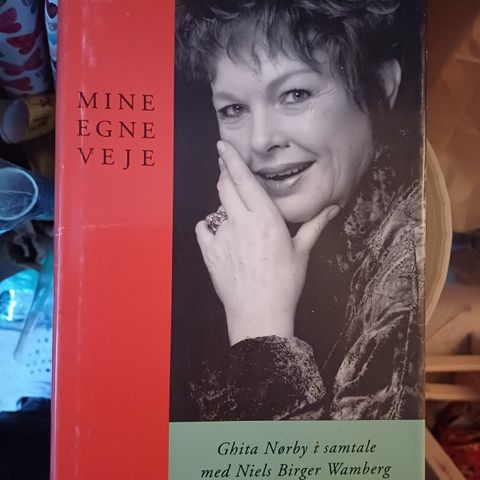 MINE
EGNE
VEJE
Ghita Nørby i samtale
med Niels Birger Wamberg